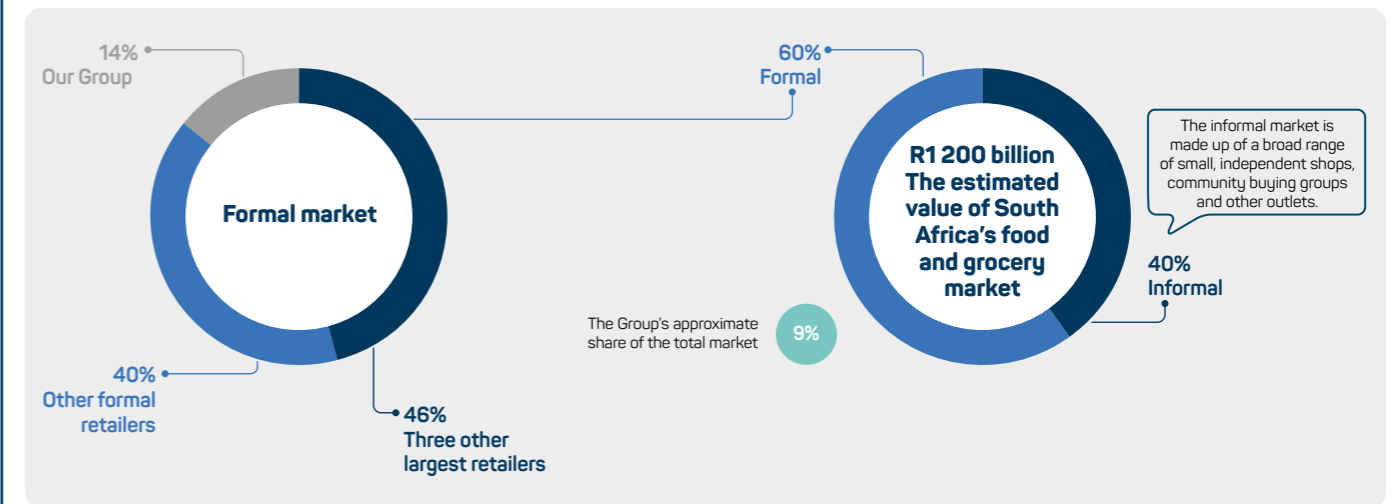 14%
Our Group
Formal market
40%
Other formal
retailers
46%
Three other
largest retailers
60%
Formal
R1 200 billion
The estimated
value of South
Africa's food
and grocery
market
The informal market is
made up of a broad range
of small, independent shops,
community buying groups
and other outlets.
40%
Informal
The Group's approximate
share of the total market
9%